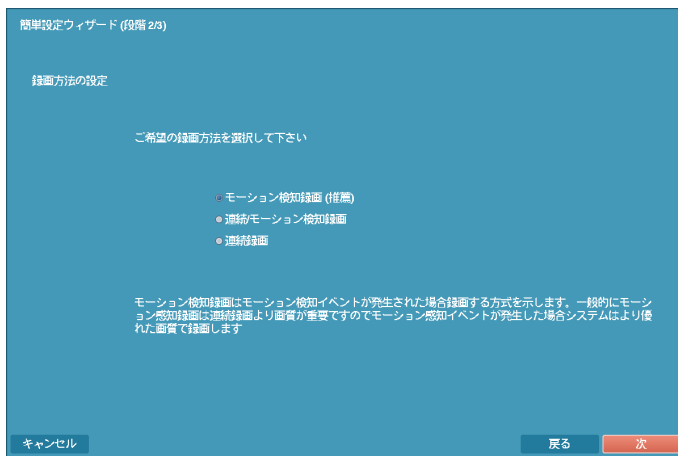 簡単設定ウィザード (段階 2/3)
録画方法の設定
ご希望の録画方法を選択して下さい
モーション検知録画 (推薦)
連続/モーション検知録画
連続録画
モーション検知録画はモーション検知イベントが発生された場合録画する方式を示します。一般的にモーシ
ョン感知録画は連続録画より画質が重要ですのでモーション感知イベントが発生した場合システムはより優
れた画質で録画します
キャンセル
戻る
次